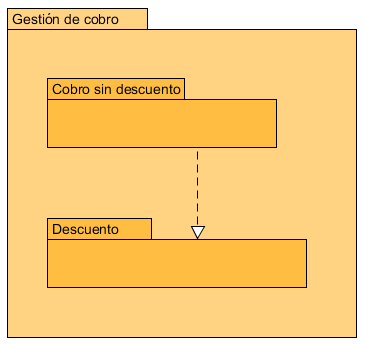 Gestión de cobro
Cobro sin descuento
Descuento